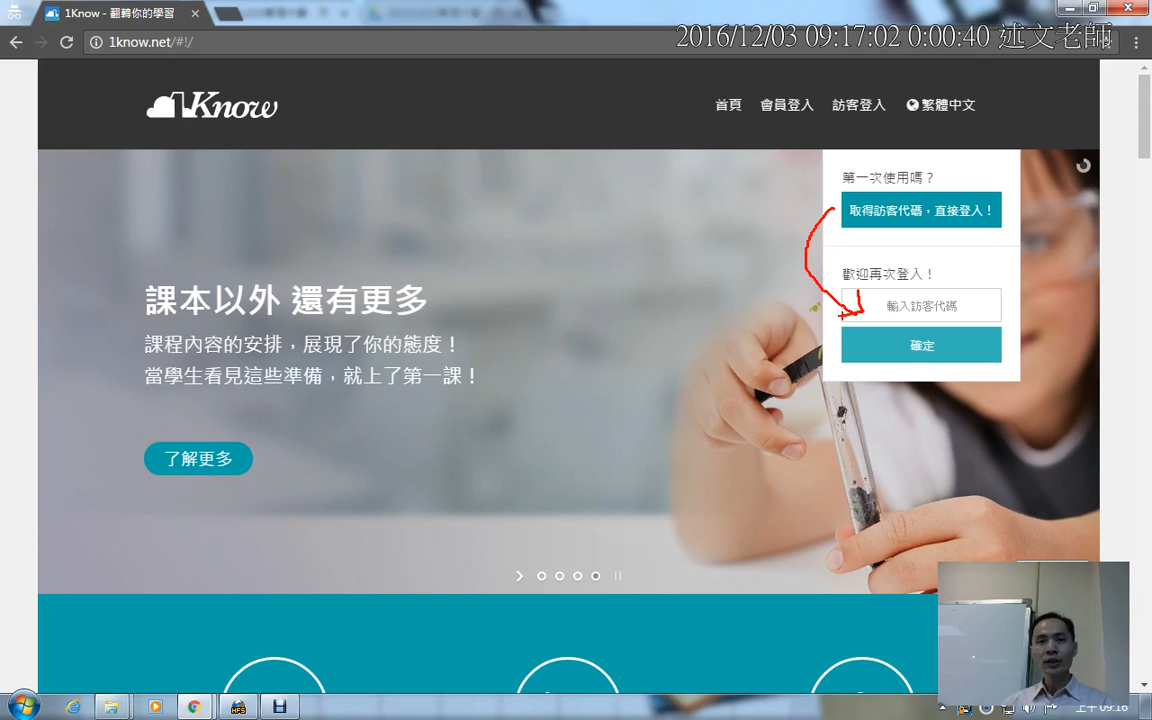 1Know - 翻轉你的學習
1know.net/#!/
2016/12/03 09:17:02 0:00:40 述文老師
1Know
首頁 會員登入 訪客登入 繁體中文
第一次使用嗎？
取得訪客代碼，直接登入！
歡迎再次登入！
輸入訪客代碼
確定
課本以外 還有更多
課程內容的安排，展現了你的態度！
當學生看見這些準備，就上了第一課！
了解更多
HFS
上午 09:16